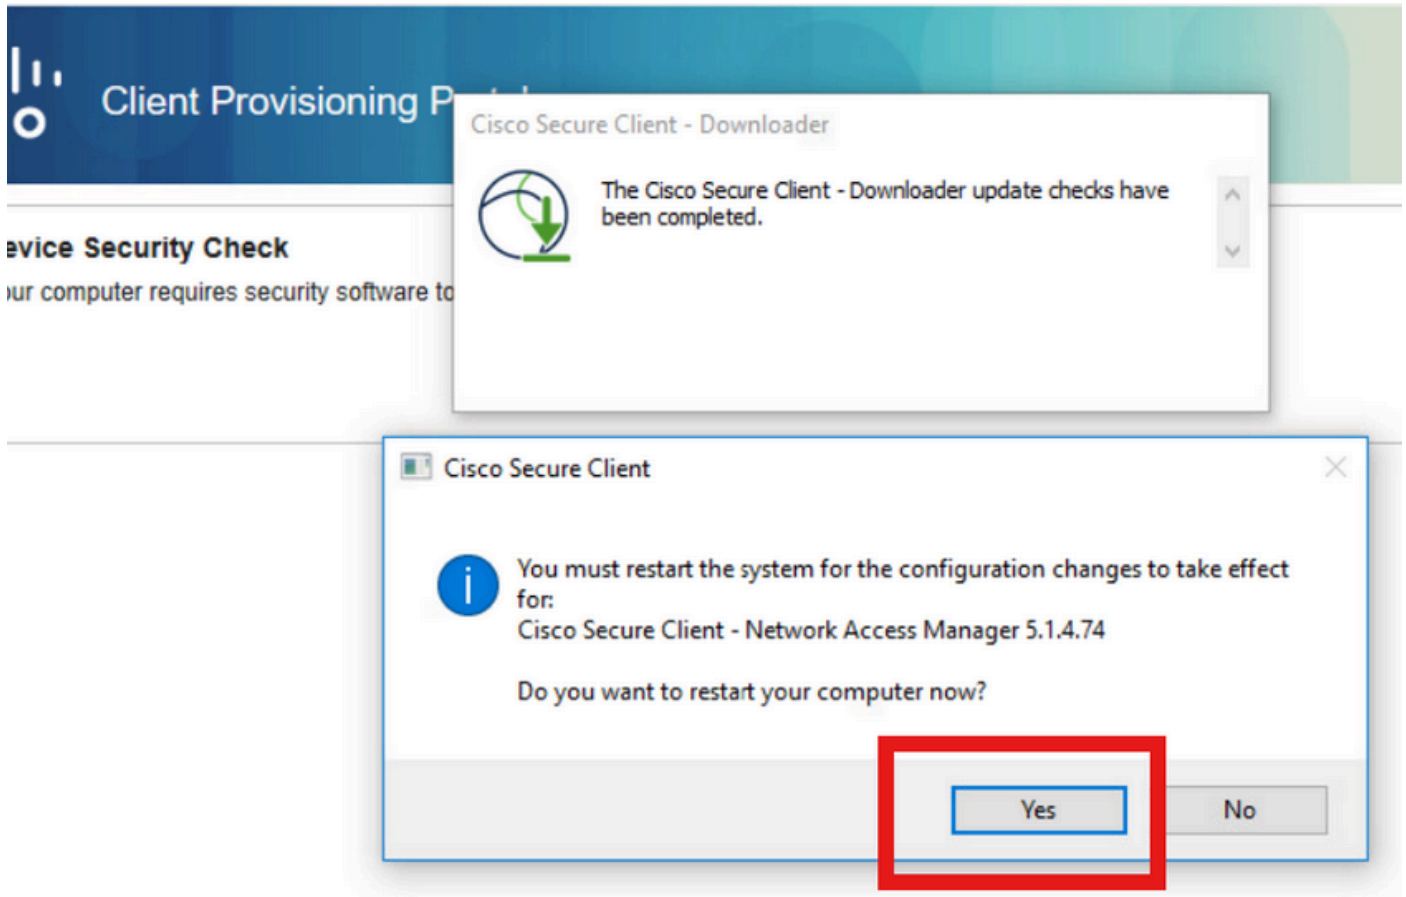 Client Provisioning P
Cisco Secure Client - Downloader
The Cisco Secure Client - Downloader update checks have
been completed.
evice Security Check
our computer requires security software to
Cisco Secure Client
You must restart the system for the configuration changes to take effect
for:
Cisco Secure Client - Network Access Manager 5.1.4.74
Do you want to restart your computer now?
Yes
No